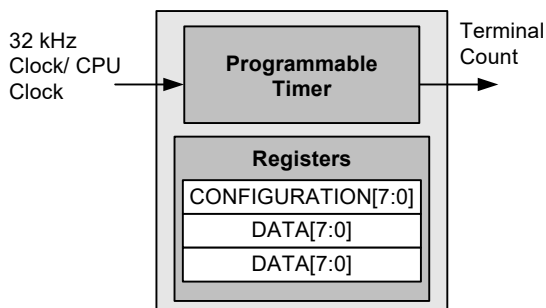 32 kHz
Clock/ CPU
Clock
Programmable
Timer
Terminal
Count
Registers
CONFIGURATION[7:0]
DATA[7:0]
DATA[7:0]